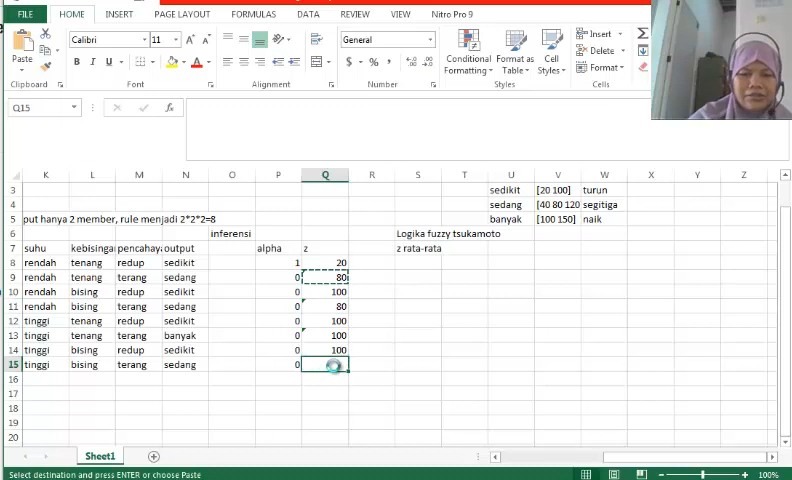 FILE HOME INSERT PAGE LAYOUT FORMULAS DATA REVIEW VIEW Nitro Pro 9
Calibri 11 A A General Insert
Paste B I U A $ % , Conditional Formatting Format as Table Cell Styles Delete
Format
Clipboard Font Alignment Number Styles Cells
Q15 fx
K L M N O P Q R S T U V W X Y Z
3 sedikit [20 100] turun
4 sedang [40 80 120 segitiga
5 put hanya 2 member, rule menjadi 2*2*2=8 banyak [100 150] naik
6 inferensi Logika fuzzy tsukamoto
7 suhu kebisingan pencahaya output alpha z z rata-rata
8 rendah tenang redup sedikit 1 20
9 rendah tenang terang sedang 0 80
10 rendah bising redup sedikit 0 100
11 rendah bising terang sedang 0 80
12 tinggi tenang redup sedikit 0 100
13 tinggi tenang terang banyak 0 100
14 tinggi bising redup sedikit 0 100
15 tinggi bising terang sedang 0
16
17
18
19
20
Sheet1
Select destination and press ENTER or choose Paste 100%